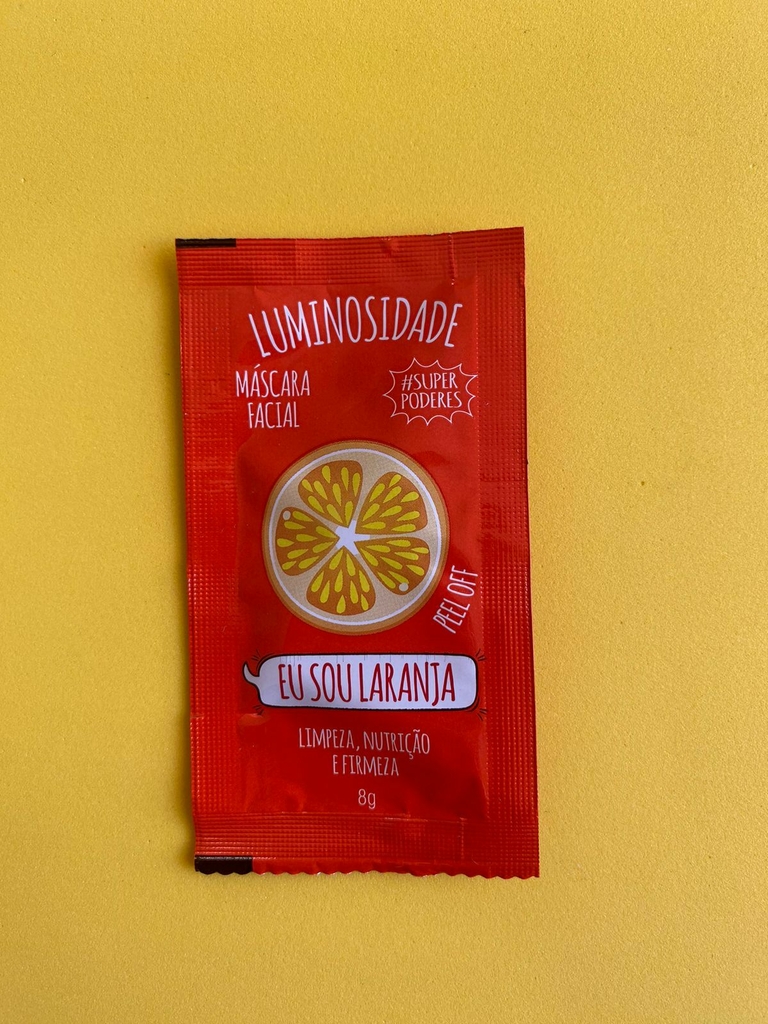 LUMINOSIDADE
MÁSCARA
FACIAL
#SUPER
PODERES
PEEL OFF
EU SOU LARANJA
LIMPEZA, NUTRIÇÃO
E FIRMEZA
8g